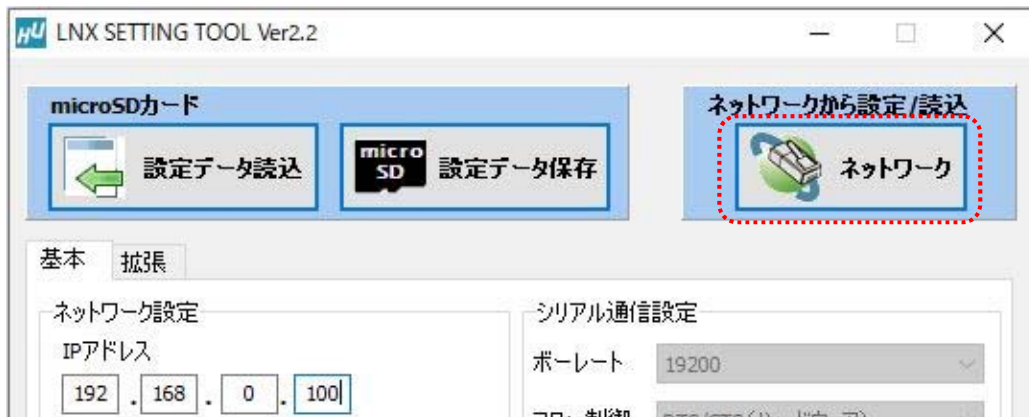 HU LNX SETTING TOOL Ver2.2
microSDカード
設定データ読込
micro
SD
設定データ保存
ネットワークから設定/読込
ネットワーク
基本
拡張
ネットワーク設定
IPアドレス
192 . 168 . 0 . 100
シリアル通信設定
ボーレート
19200